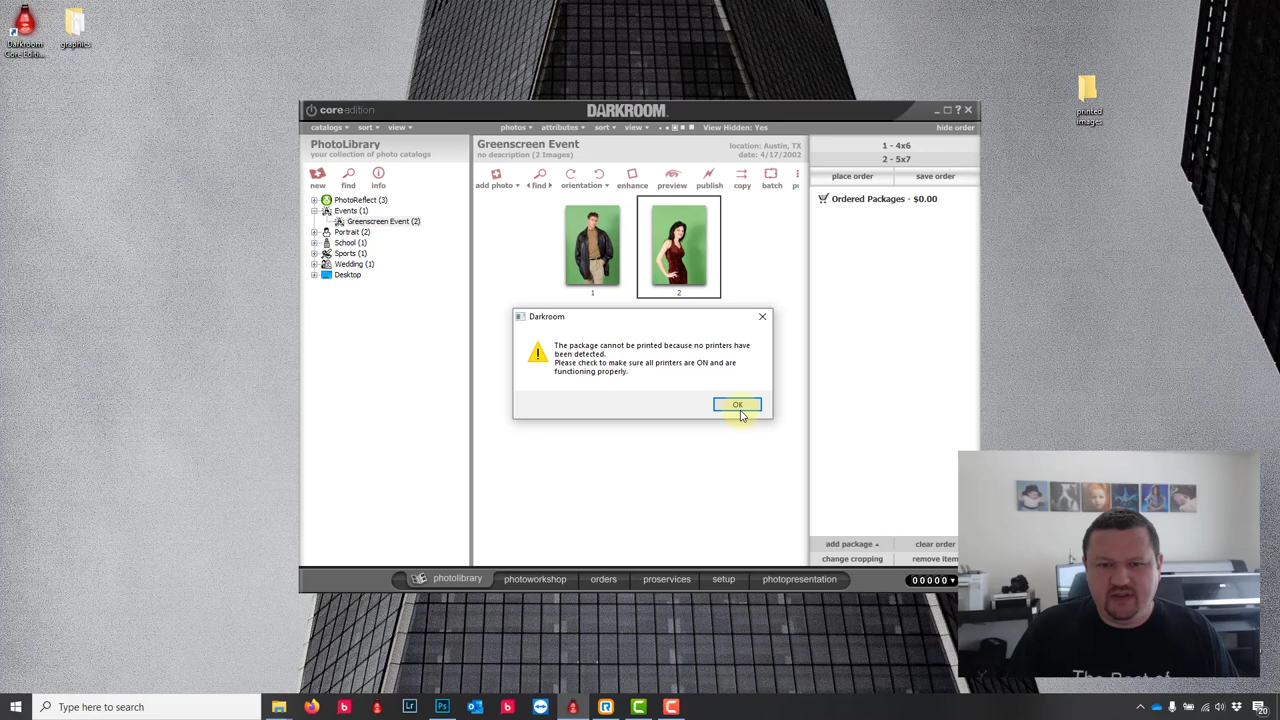 Darkroom
Core Editi...
graphics
printed
images
core edition
DARKROOM
catalogs sort view
photos attributes sort view View Hidden: Yes
hide order
PhotoLibrary
your collection of photo catalogs
new find info
PhotoReflect (3)
Events (1)
Greenscreen Event (2)
Portrait (2)
School (1)
Sports (1)
Wedding (1)
Desktop
Greenscreen Event
no desription (2 Images)
location: Austin, TX
date: 4/17/2002
add photo find orientation enhance preview publish copy batch
1
2
1 - 4x6
2 - 5x7
place order save order
Ordered Packages - $0.00
Darkroom
The package cannot be printed because no printers have
been detected.
Please check to make sure all printers are ON and are
functioning properly.
OK
add package clear order
change cropping remove item
photolibrary photoworkshop orders proservices setup photopresentation
00000
The Best of
Type here to search
20